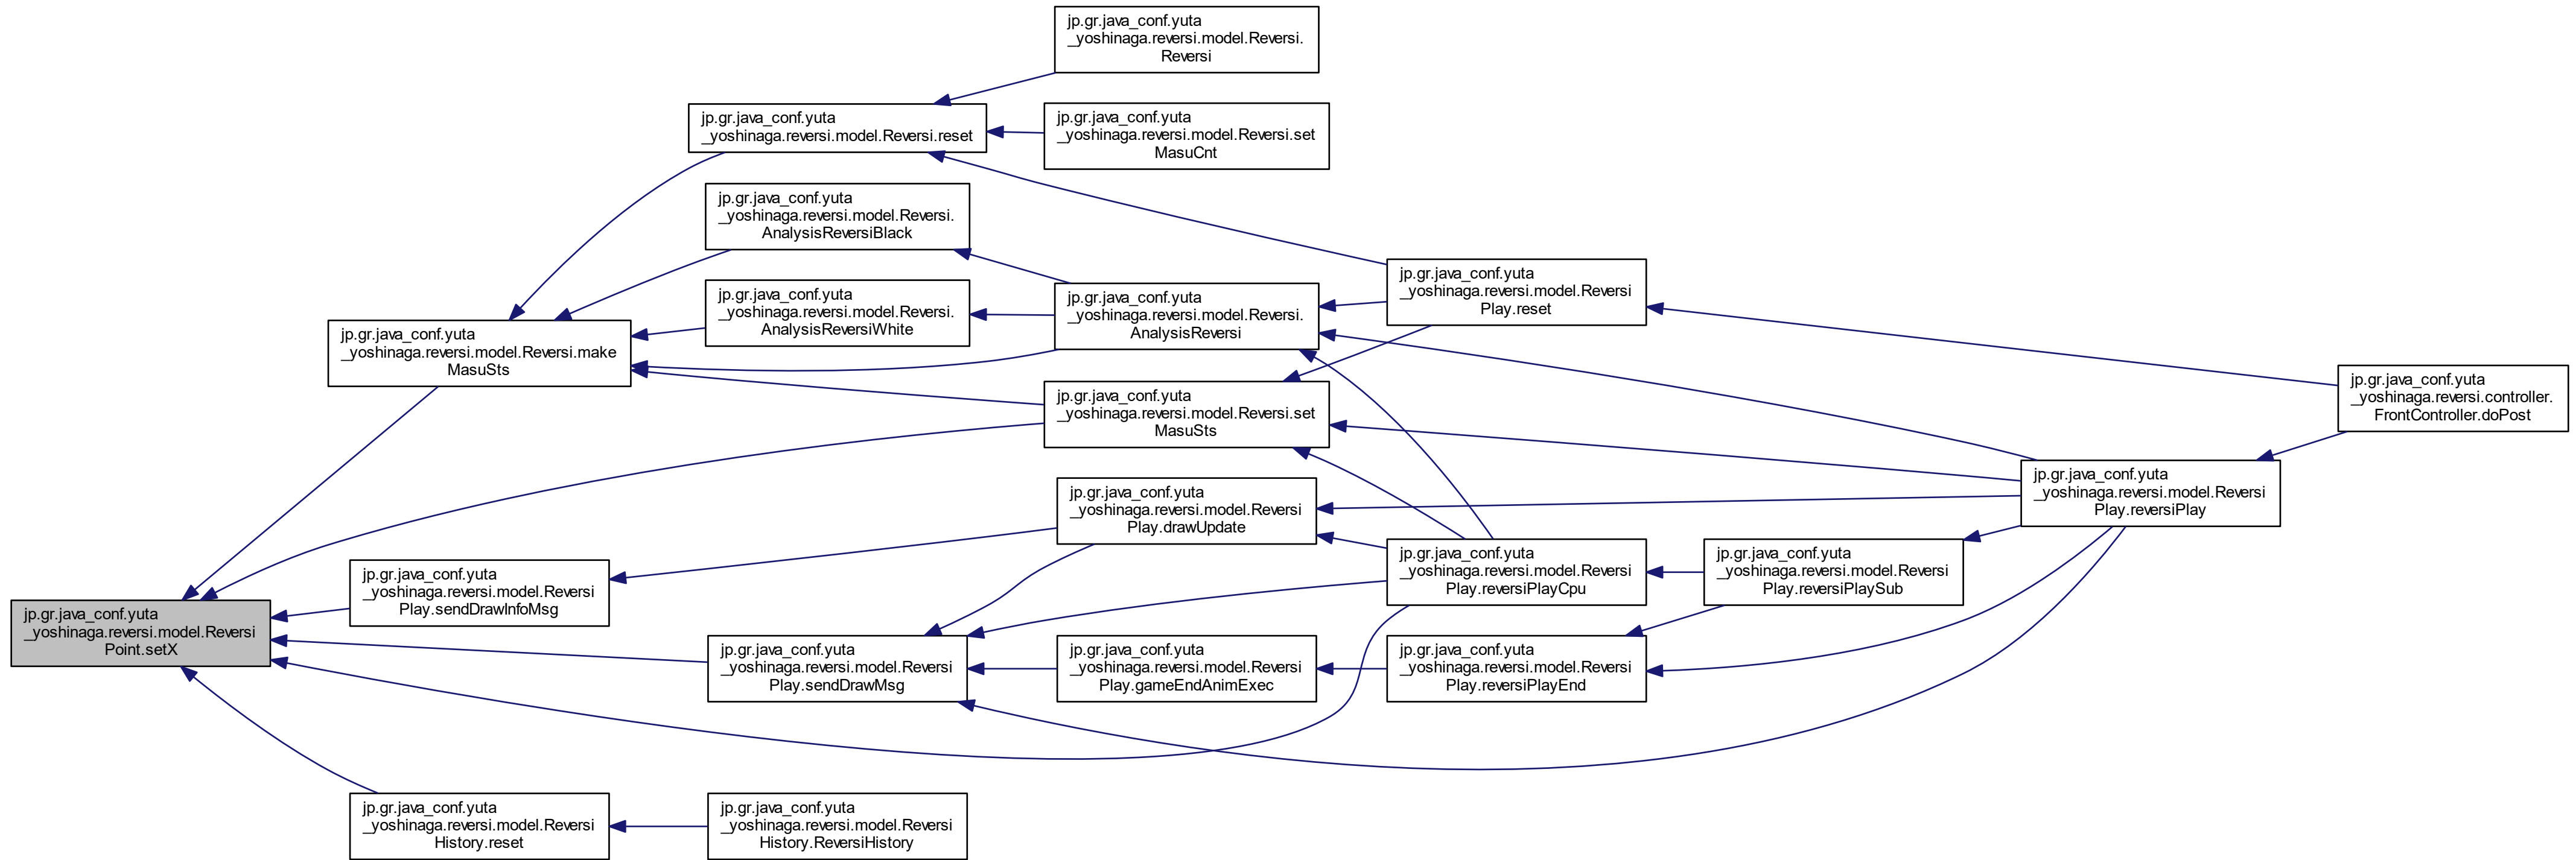 jp.gr.java_conf.yuta
_yoshinaga.reversi.model.Reversi.
Reversi
jp.gr.java_conf.yuta
_yoshinaga.reversi.model.Reversi.reset
jp.gr.java_conf.yuta
_yoshinaga.reversi.model.Reversi.set
MasuCnt
jp.gr.java_conf.yuta
_yoshinaga.reversi.model.Reversi.
AnalysisReversiBlack
jp.gr.java_conf.yuta
_yoshinaga.reversi.model.Reversi
Play.reset
jp.gr.java_conf.yuta
_yoshinaga.reversi.model.Reversi.
AnalysisReversiWhite
jp.gr.java_conf.yuta
_yoshinaga.reversi.model.Reversi.
AnalysisReversi
jp.gr.java_conf.yuta
_yoshinaga.reversi.model.Reversi.make
MasuSts
jp.gr.java_conf.yuta
_yoshinaga.reversi.controller.
FrontController.doPost
jp.gr.java_conf.yuta
_yoshinaga.reversi.model.Reversi.set
MasuSts
jp.gr.java_conf.yuta
_yoshinaga.reversi.model.Reversi
Play.reversiPlay
jp.gr.java_conf.yuta
_yoshinaga.reversi.model.Reversi
Play.drawUpdate
jp.gr.java_conf.yuta
_yoshinaga.reversi.model.Reversi
Play.reversiPlayCpu
jp.gr.java_conf.yuta
_yoshinaga.reversi.model.Reversi
Play.reversiPlaySub
jp.gr.java_conf.yuta
_yoshinaga.reversi.model.Reversi
Play.sendDrawInfoMsg
jp.gr.java_conf.yuta
_yoshinaga.reversi.model.Reversi
Point.setX
jp.gr.java_conf.yuta
_yoshinaga.reversi.model.Reversi
Play.sendDrawMsg
jp.gr.java_conf.yuta
_yoshinaga.reversi.model.Reversi
Play.gameEndAnimExec
jp.gr.java_conf.yuta
_yoshinaga.reversi.model.Reversi
Play.reversiPlayEnd
jp.gr.java_conf.yuta
_yoshinaga.reversi.model.Reversi
History.reset
jp.gr.java_conf.yuta
_yoshinaga.reversi.model.Reversi
History.ReversiHistory